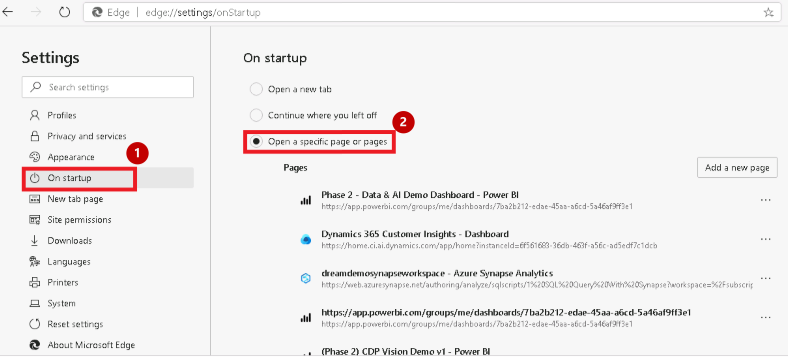 Edge | edge://settings/onStartup
Settings
Search settings
Profiles
Privacy and services
Appearance
1
On startup
New tab page
Site permissions
Downloads
Languages
Printers
System
Reset settings
About Microsoft Edge
On startup
Open a new tab
Continue where you left off
2
Open a specific page or pages
Pages
Add a new page
Phase 2 - Data & AI Demo Dashboard - Power BI
https://app.powerbi.com/groups/me/dashboards/7ba2b212-edae-45aa-a6cd-5a46af9ff3e1
Dynamics 365 Customer Insights - Dashboard
https://home.ci.ai.dynamics.com/app/home?instanceId=6f561683-36db-463f-a56c-ad5edf7c1dcb
dreamdemosynapseworkspace - Azure Synapse Analytics
https://web.azuresynapse.net/authoring/analyze/sqlscripts/1%20SQL%20Query%20With%20Synapse?workspace=%2Fsubscrip
https://app.powerbi.com/groups/me/dashboards/7ba2b212-edae-45aa-a6cd-5a46af9ff3e1
https://app.powerbi.com/groups/me/dashboards/7ba2b212-edae-45aa-a6cd-5a46af9ff3e1
(Phase 2) CDP Vision Demo v1 - Power BI